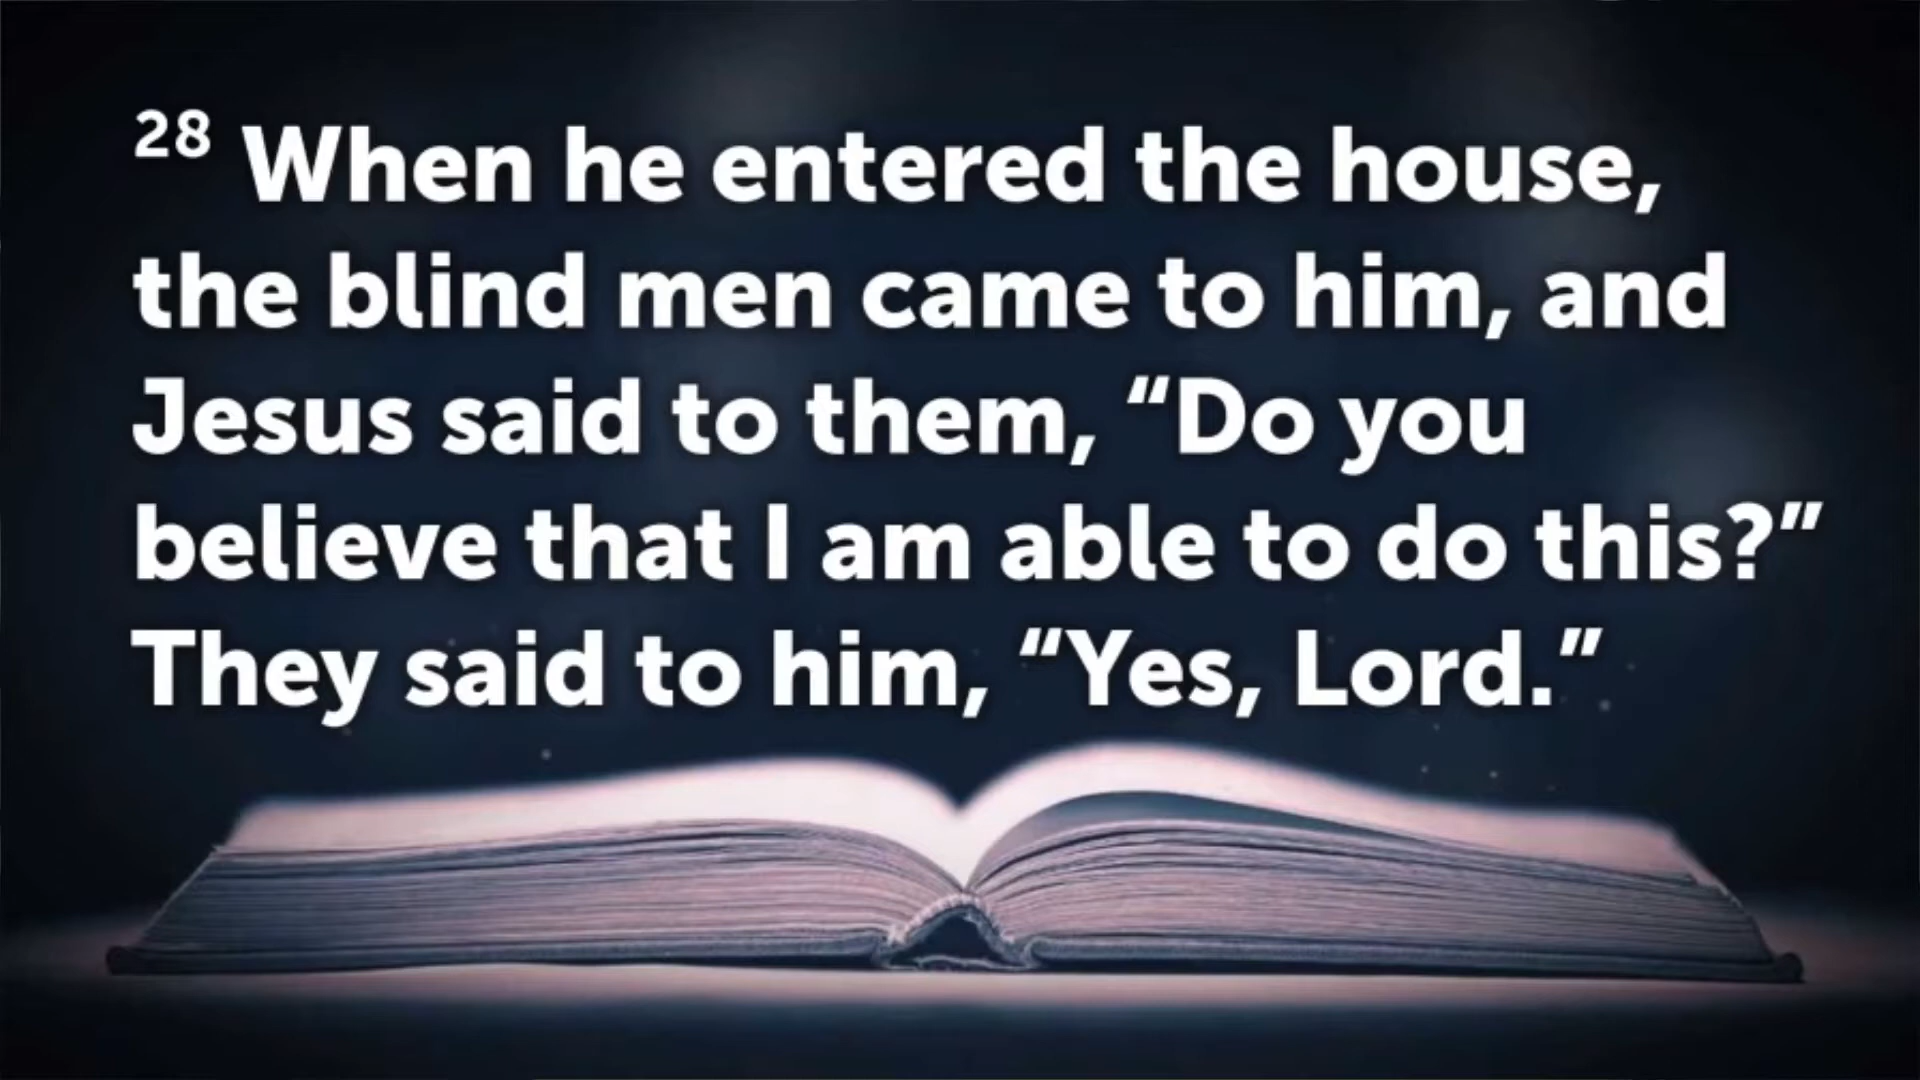 28 When he entered the house,
the blind men came to him, and
Jesus said to them, “Do you
believe that I am able to do this?”
They said to him, “Yes, Lord.”